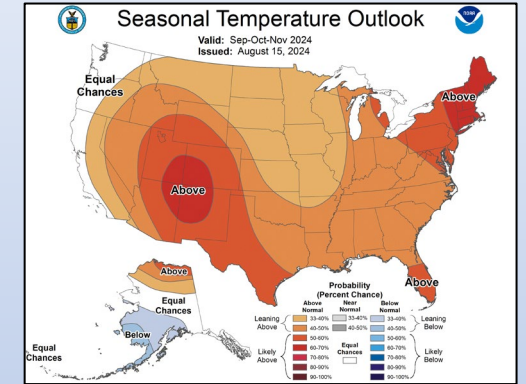 Seasonal Temperature Outlook
Valid: Sep-Oct-Nov 2024
Issued: August 15, 2024
NOAA
Equal
Chances
Above
Above
Above
Above
Equal
Chances
Below
Equal
Chances
Probability
(Percent Chance)
Above
Normal
Near
Normal
Below
Normal
Leaning
Above
33-40%
33-40%
33-40%
Leaning
Below
40-50%
40-50%
40-50%
Likely
Above
50-60%
60-70%
70-80%
80-90%
90-100%
Equal
Chances
50-60%
60-70%
70-80%
80-90%
90-100%
Likely
Below